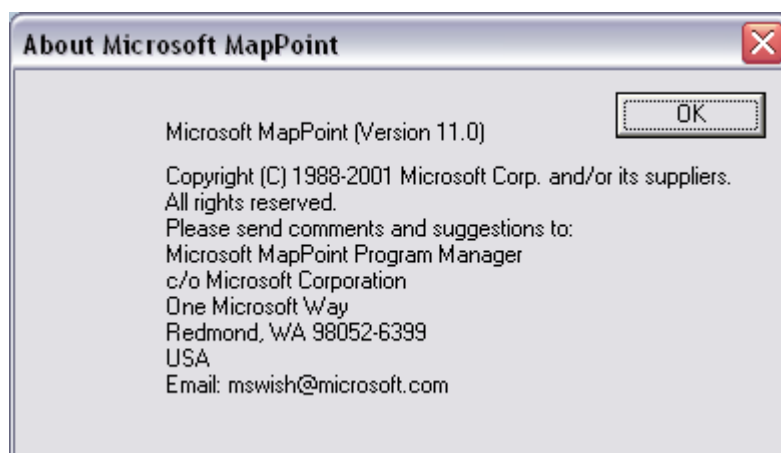 About Microsoft MapPoint
OK
Microsoft MapPoint (Version 11.0)
Copyright (C) 1988-2001 Microsoft Corp. and/or its suppliers.
All rights reserved.
Please send comments and suggestions to:
Microsoft MapPoint Program Manager
c/o Microsoft Corporation
One Microsoft Way
Redmond, WA 98052-6399
USA
Email: mswish@microsoft.com